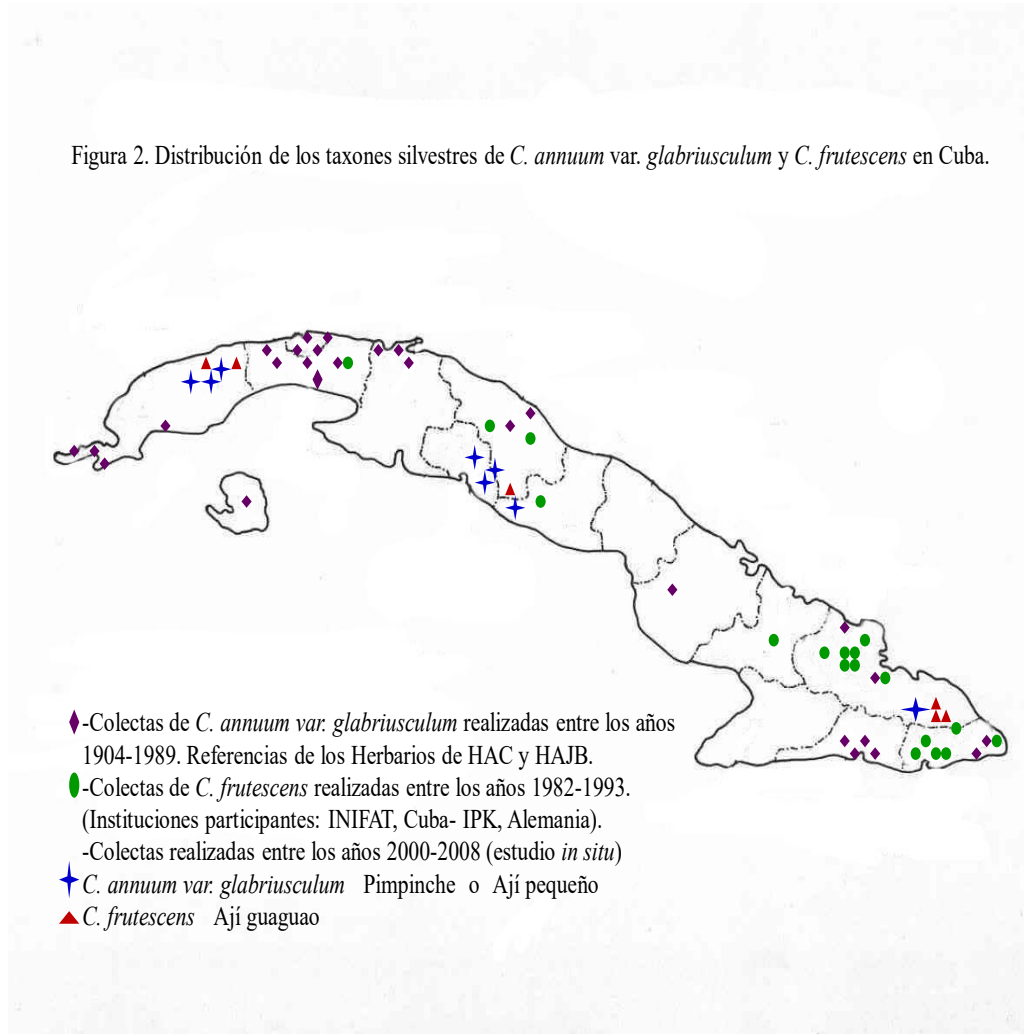 Figura 2. Distribución de los taxones silvestres de C. annuum var. glabriusculum y C. frutescens en Cuba.
-Colectas de C. annuum var. glabriusculum realizadas entre los años
1904-1989. Referencias de los Herbarios de HAC y HAJB.
-Colectas de C. frutescens realizadas entre los años 1982-1993.
(Instituciones participantes: INIFAT, Cuba- IPK, Alemania).
-Colectas realizadas entre los años 2000-2008 (estudio in situ)
C. annuum var. glabriusculum Pimpinche o Ají pequeño
C. frutescens Ají guaguao